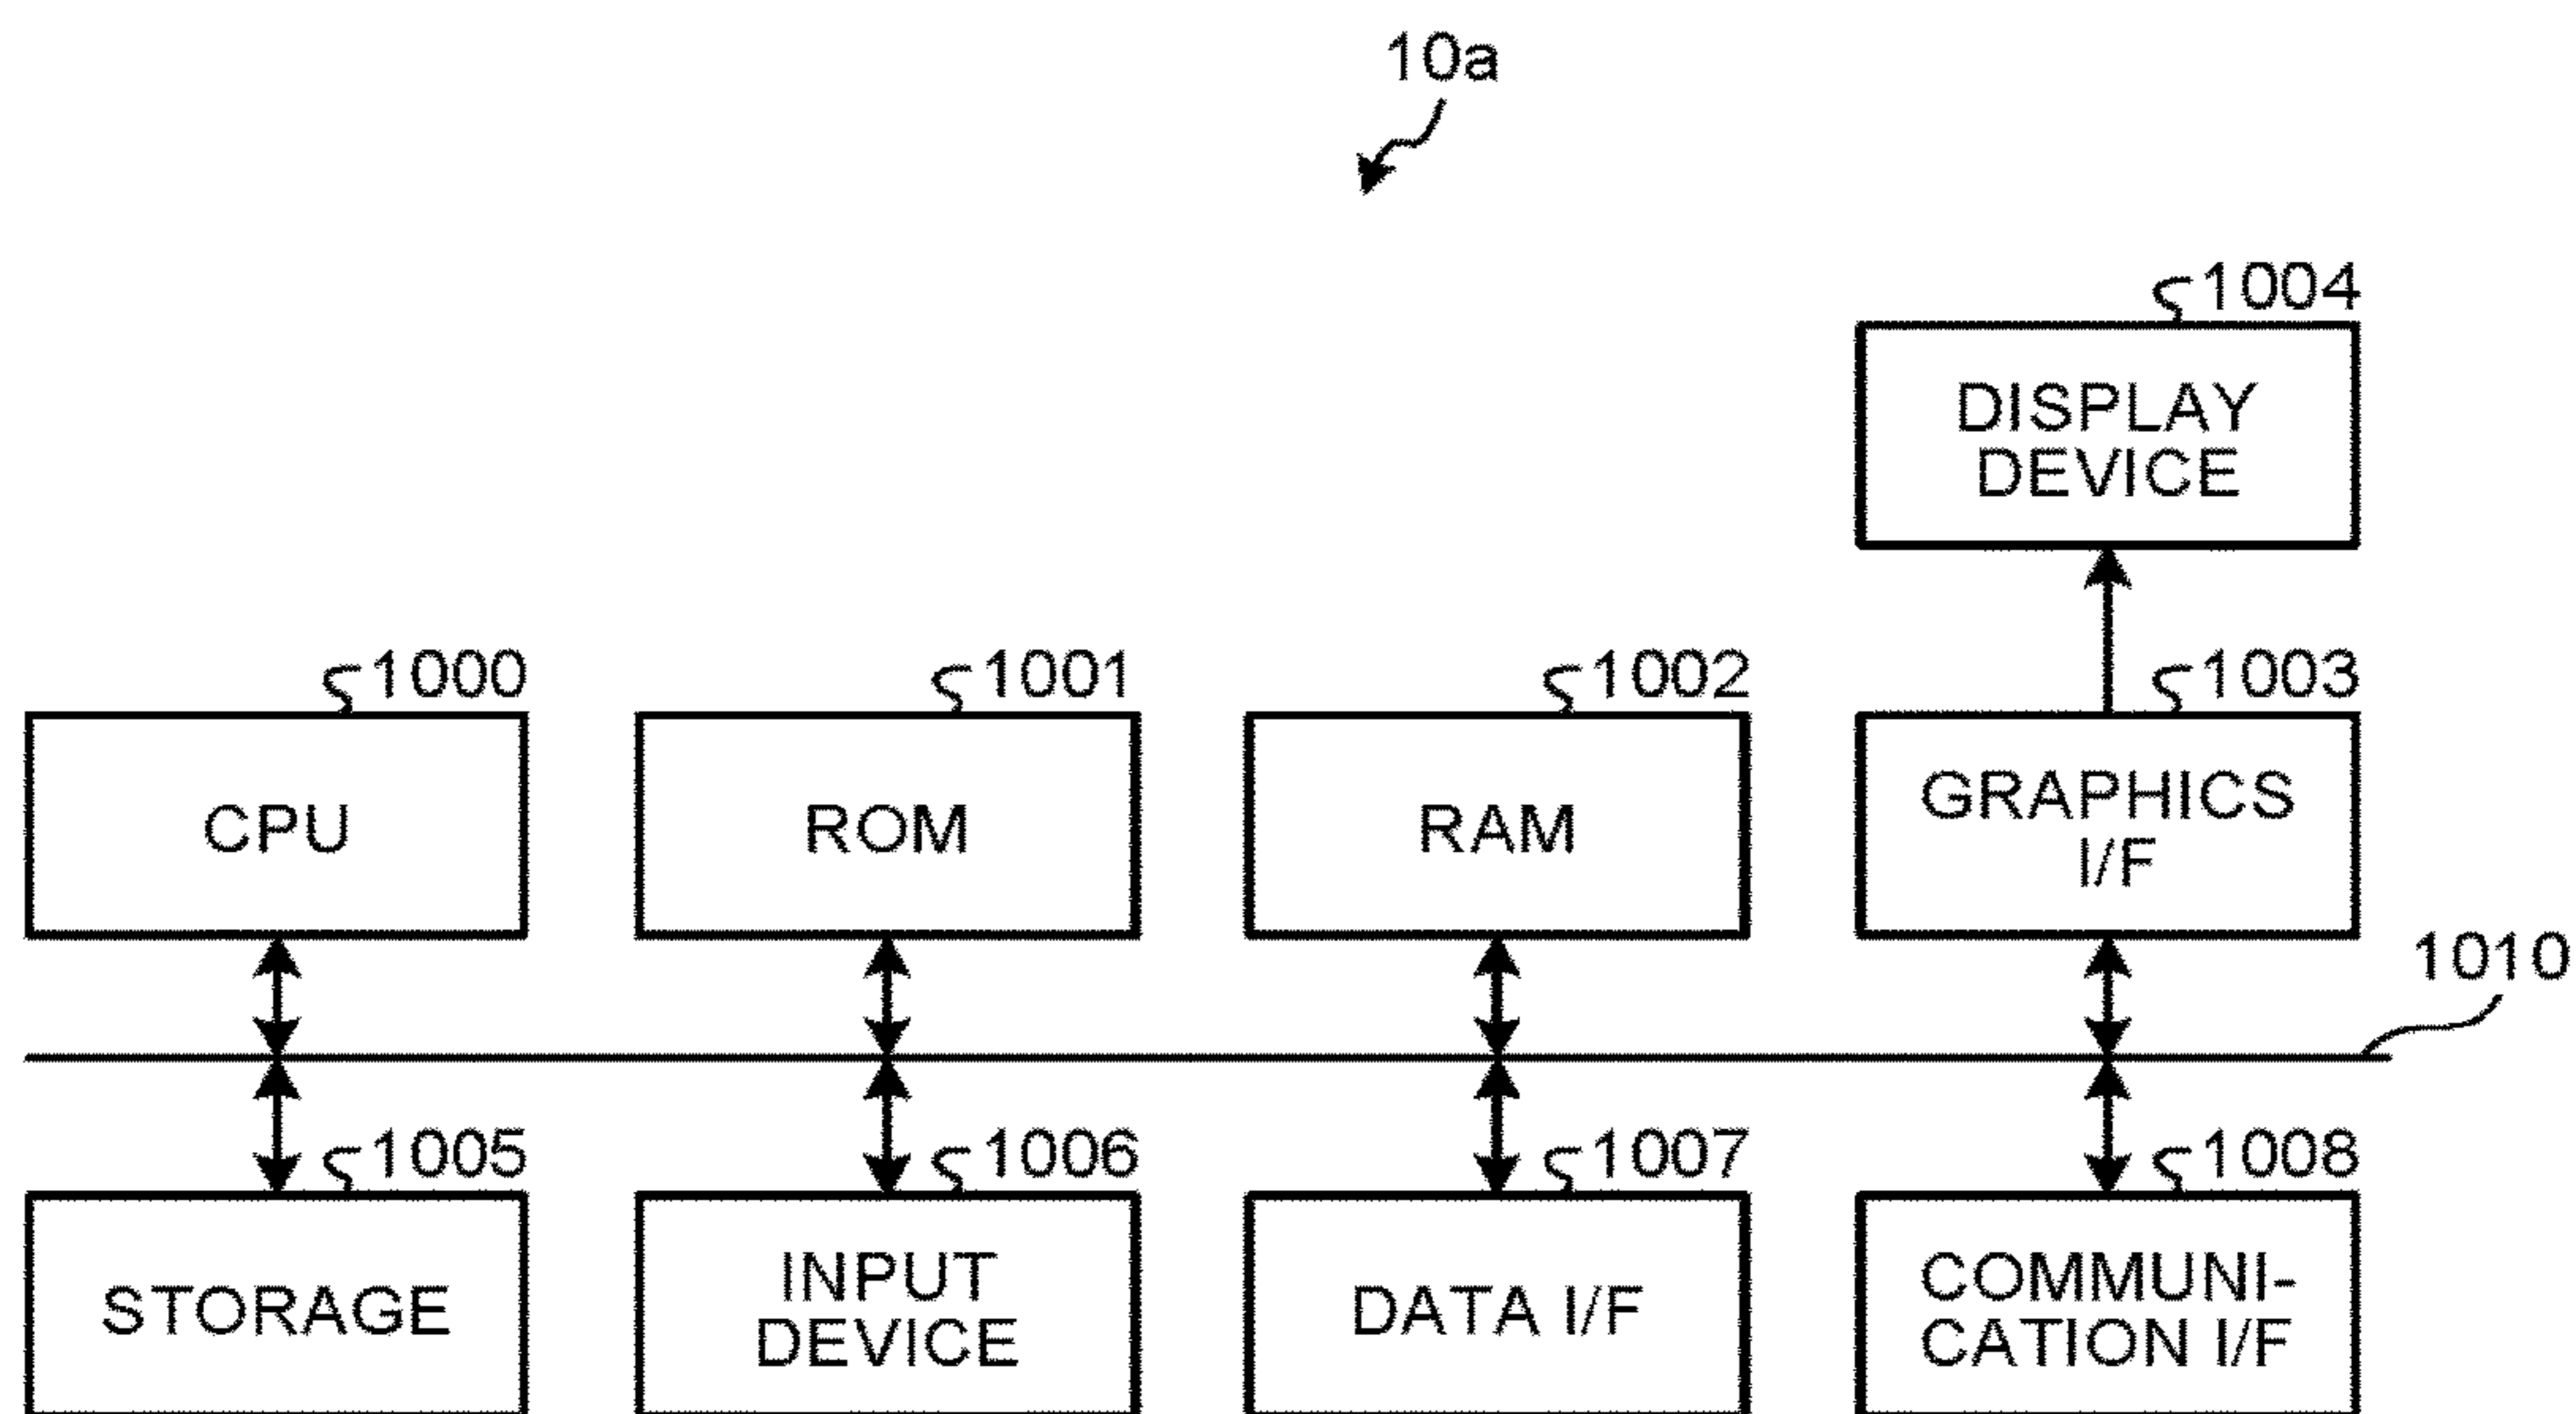 10a
1004
DISPLAY
DEVICE
1000
1001
1002
1003
CPU
ROM
RAM
GRAPHICS
I/F
1010
1005
1006
1007
1008
STORAGE
INPUT
DEVICE
DATA I/F
COMMUNI-
CATION I/F